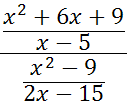 x² + 6x + 9
x − 5
x² − 9
2x − 15